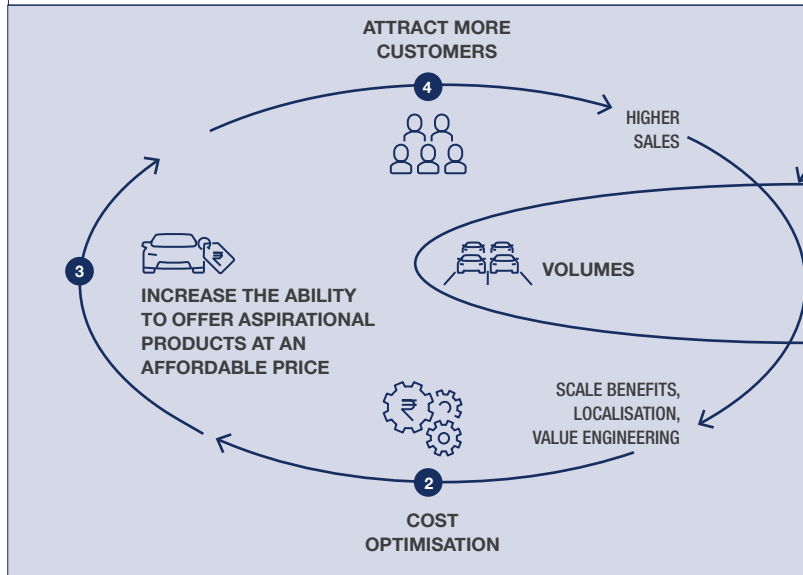 ATTRACT MORE
CUSTOMERS
4
HIGHER
SALES
3
₹
INCREASE THE ABILITY
TO OFFER ASPIRATIONAL
PRODUCTS AT AN
AFFORDABLE PRICE
VOLUMES
₹
SCALE BENEFITS,
LOCALISATION,
VALUE ENGINEERING
2
COST
OPTIMISATION